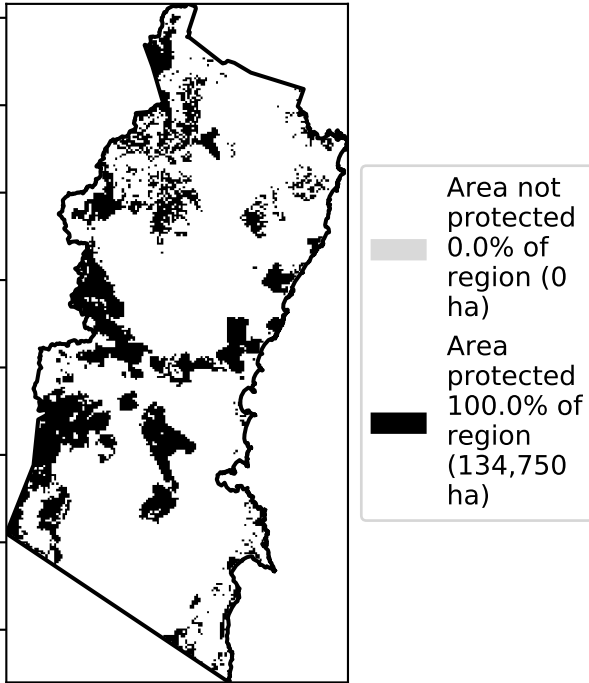 Area not
protected
0.0% of
region (0
ha)
Area
protected
100.0% of
region
(134,750
ha)